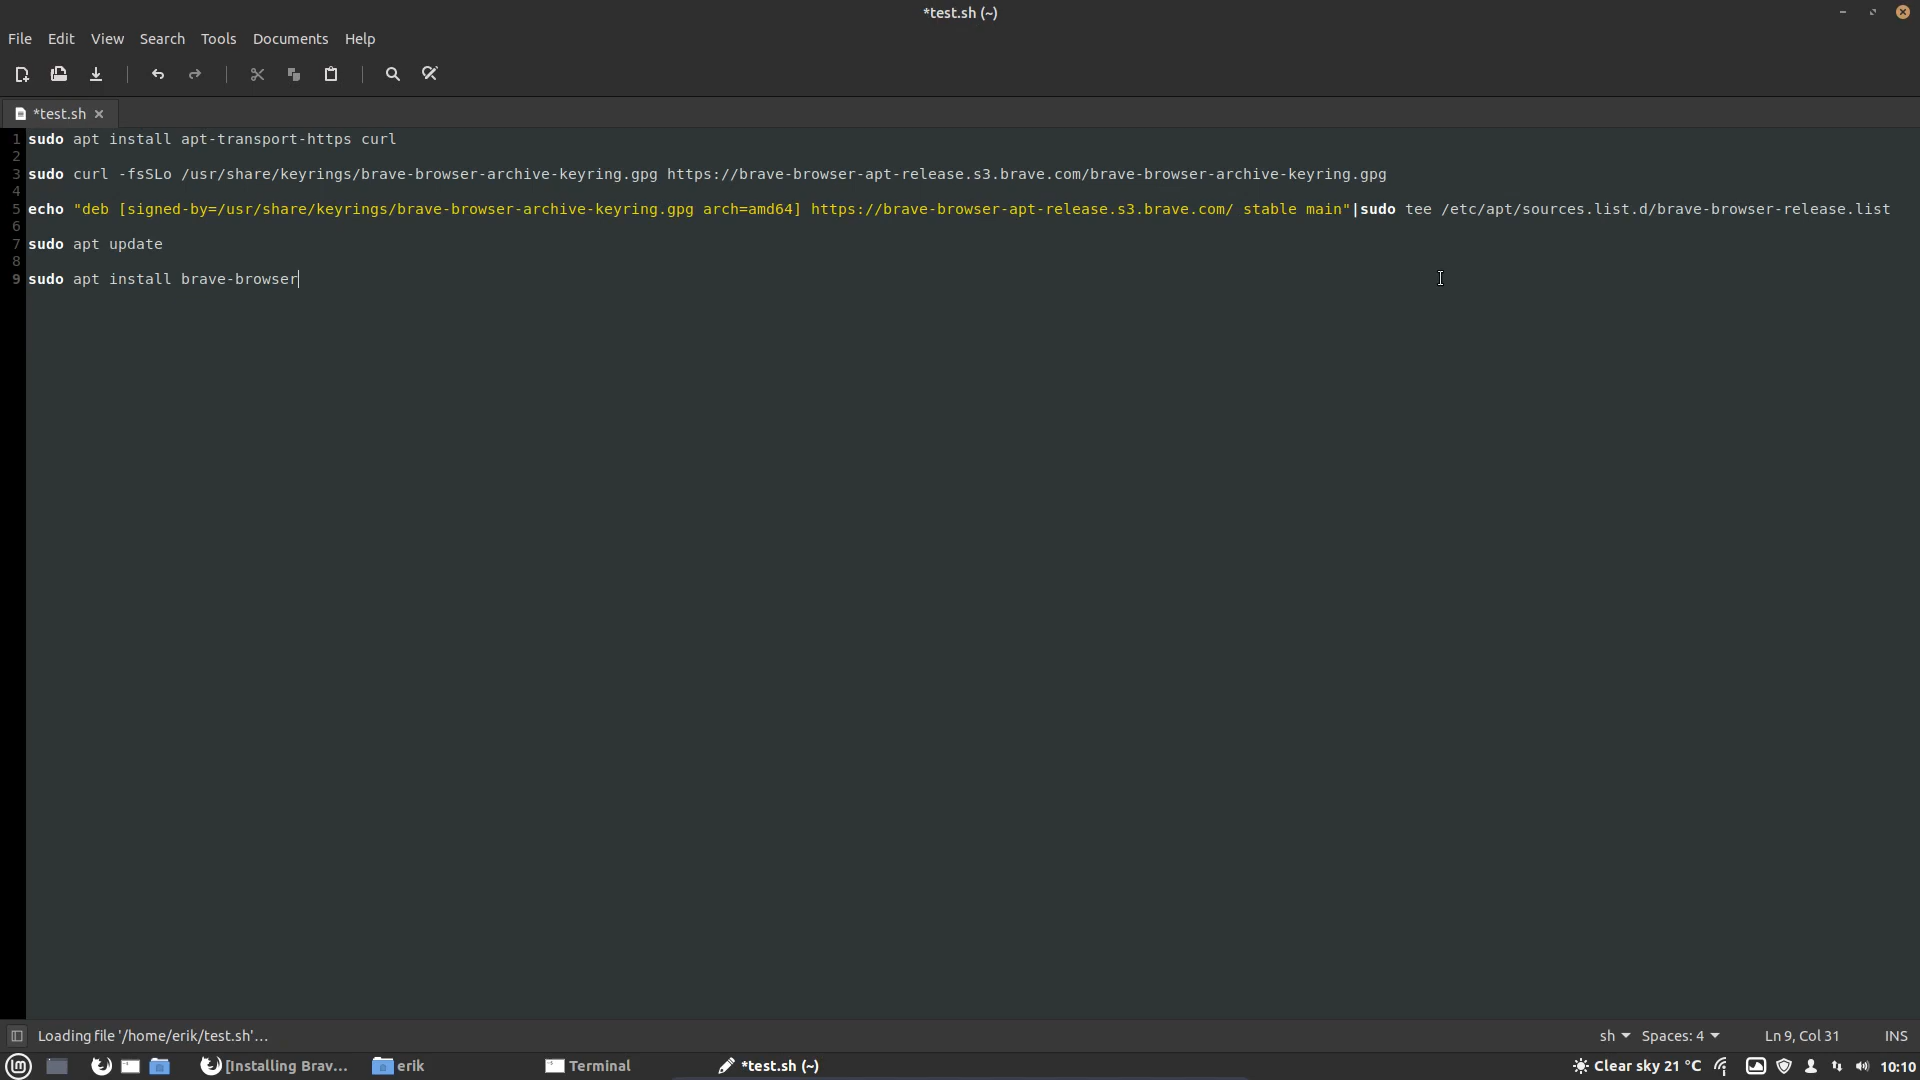 *test.sh (~)
File Edit View Search Tools Documents Help
*test.sh
1 sudo apt install apt-transport-https curl
2
3 sudo curl -fsSLo /usr/share/keyrings/brave-browser-archive-keyring.gpg https://brave-browser-apt-release.s3.brave.com/brave-browser-archive-keyring.gpg
4
5 echo "deb [signed-by=/usr/share/keyrings/brave-browser-archive-keyring.gpg arch=amd64] https://brave-browser-apt-release.s3.brave.com/ stable main"|sudo tee /etc/apt/sources.list.d/brave-browser-release.list
6
7 sudo apt update
8
9 sudo apt install brave-browser
Loading file '/home/erik/test.sh'... sh Spaces: 4 Ln 9, Col 31 INS
[Installing Brav... erik Terminal *test.sh (~) Clear sky 21 °C 10:10